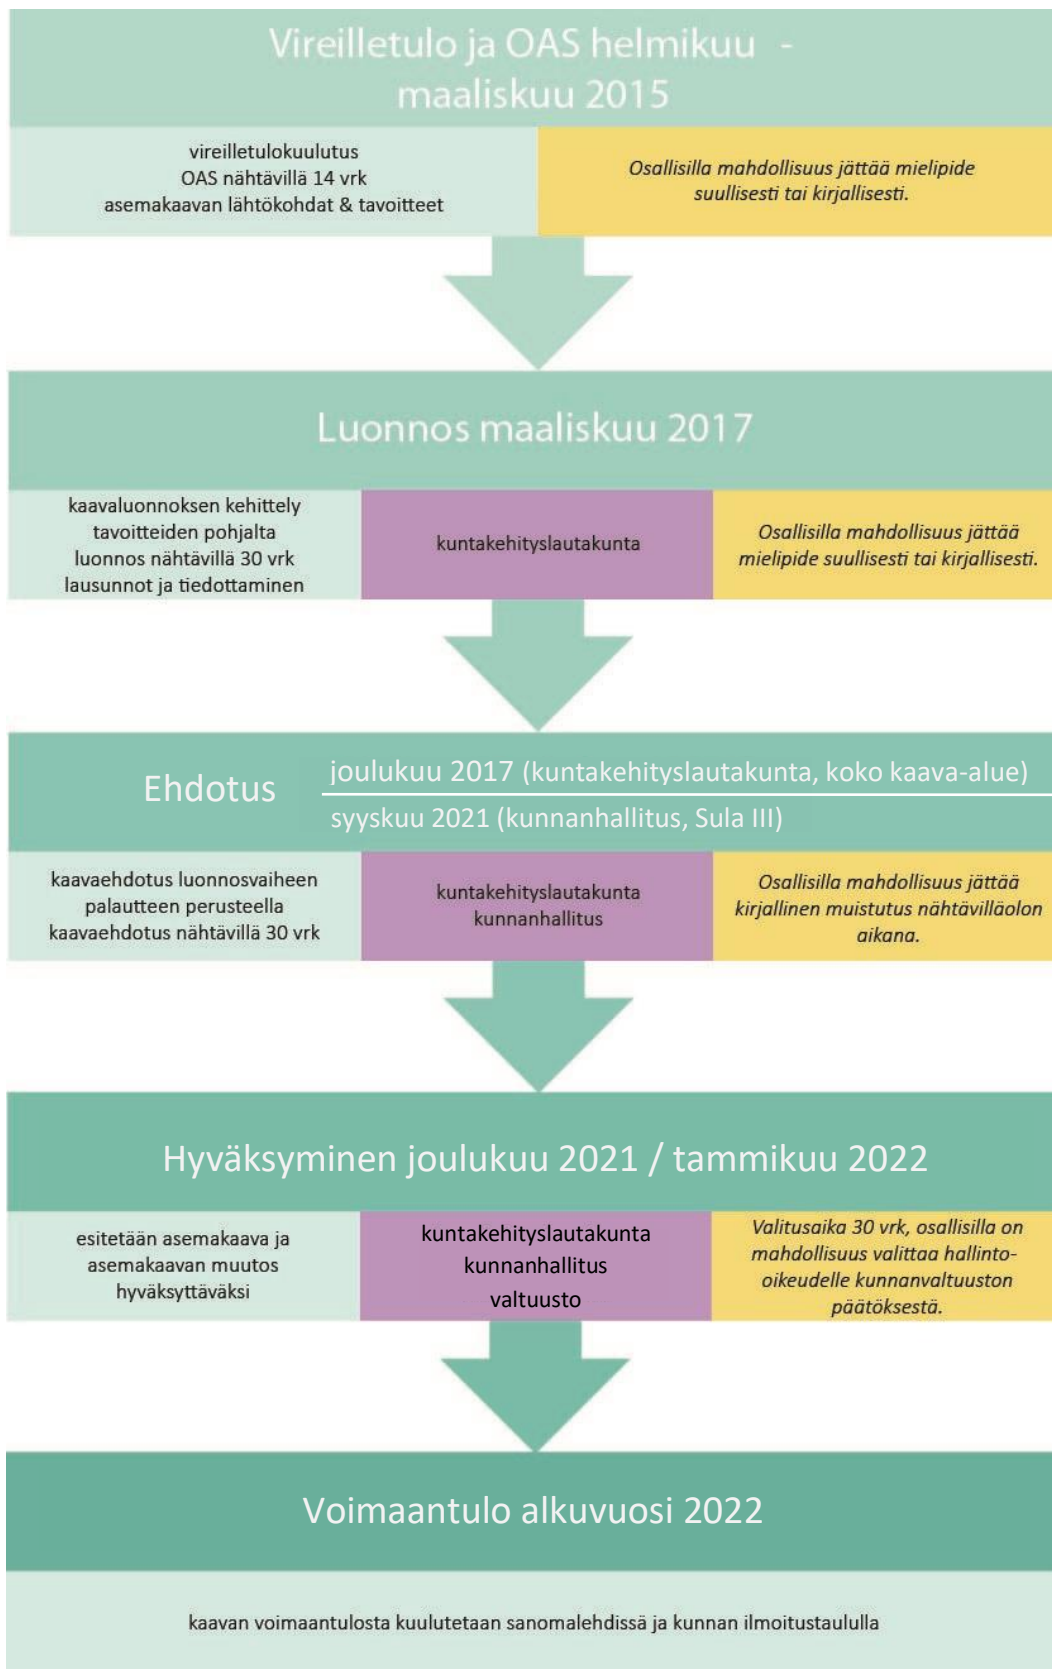 Vireilletulo ja OAS helmikuu -
maaliskuu 2015
vireilletulokuulutus
OAS nähtävillä 14 vrk
asemakaavan lähtökohdat & tavoitteet
Osallisilla mahdollisuus jättää mielipide
suullisesti tai kirjallisesti.
Luonnos maaliskuu 2017
kaavaluonnoksen kehittely
tavoitteiden pohjalta
luonnos nähtävillä 30 vrk
lausunnot ja tiedottaminen
kuntakehityslautakunta
Osallisilla mahdollisuus jättää
mielipide suullisesti tai kirjallisesti.
Ehdotus
joulukuu 2017 (kuntakehityslautakunta, koko kaava-alue)
syyskuu 2021 (kunnanhallitus, Sula III)
kaavaehdotus luonnosvaiheen
palautteen perusteella
kaavaehdotus nähtävillä 30 vrk
kuntakehityslautakunta
kunnanhallitus
Osallisilla mahdollisuus jättää
kirjallinen muistutus nähtävilläolon
aikana.
Hyväksyminen joulukuu 2021 / tammikuu 2022
esitetään asemakaava ja
asemakaavan muutos
hyväksyttäväksi
kuntakehityslautakunta
kunnanhallitus
valtuusto
Valitusaika 30 vrk, osallisilla on
mahdollisuus valittaa hallinto-
oikeudelle kunnanvaltuuston
päätöksestä.
Voimaantulo alkuvuosi 2022
kaavan voimaantulosta kuulutetaan sanomalehdissä ja kunnan ilmoitustaululla